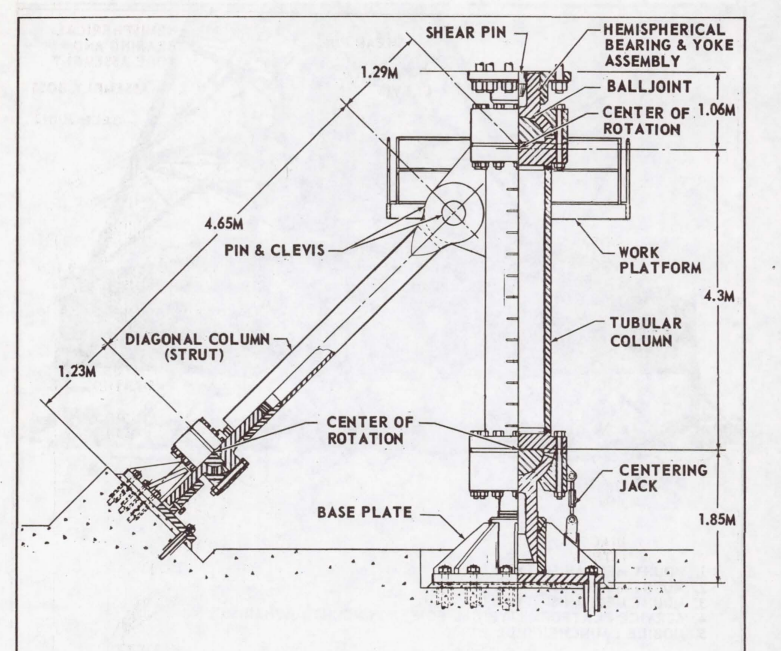 SHEAR PIN
HEMISPHERICAL
BEARING & YOKE
ASSEMBLY
1.29M
BALLJOINT
CENTER OF
ROTATION
1.06M
4.65M
PIN & CLEVIS
WORK
PLATFORM
4.3M
DIAGONAL COLUMN
(STRUT)
TUBULAR
COLUMN
1.23M
CENTER OF
ROTATION
CENTERING
JACK
BASE PLATE
1.85M